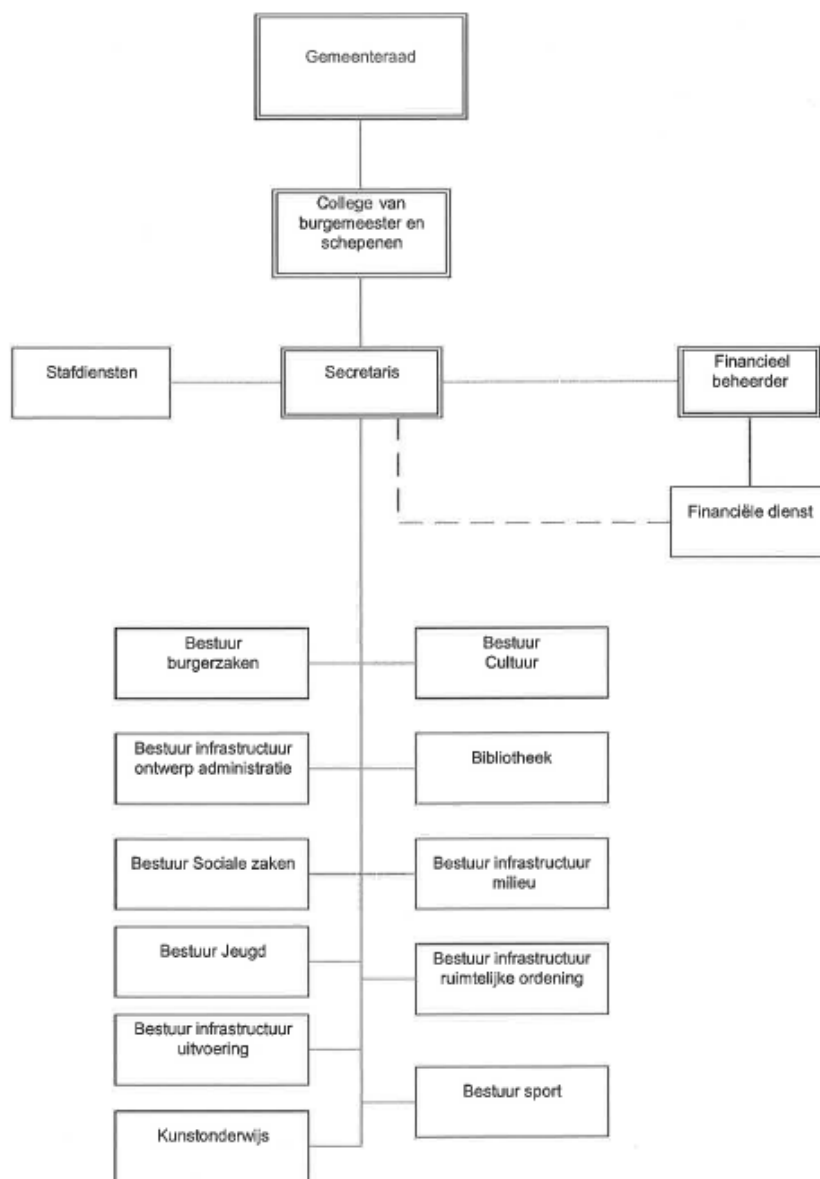 Gemeenteraad
College van
burgemeester en
schepenen
Stafdiensten
Secretaris
Financieel
beheerder
Financiële dienst
Bestuur
burgerzaken
Bestuur
Cultuur
Bestuur infrastructuur
ontwerp administratie
Bibliotheek
Bestuur Sociale zaken
Bestuur infrastructuur
milieu
Bestuur Jeugd
Bestuur infrastructuur
ruimtelijke ordening
Bestuur infrastructuur
uitvoering
Bestuur sport
Kunstonderwijs